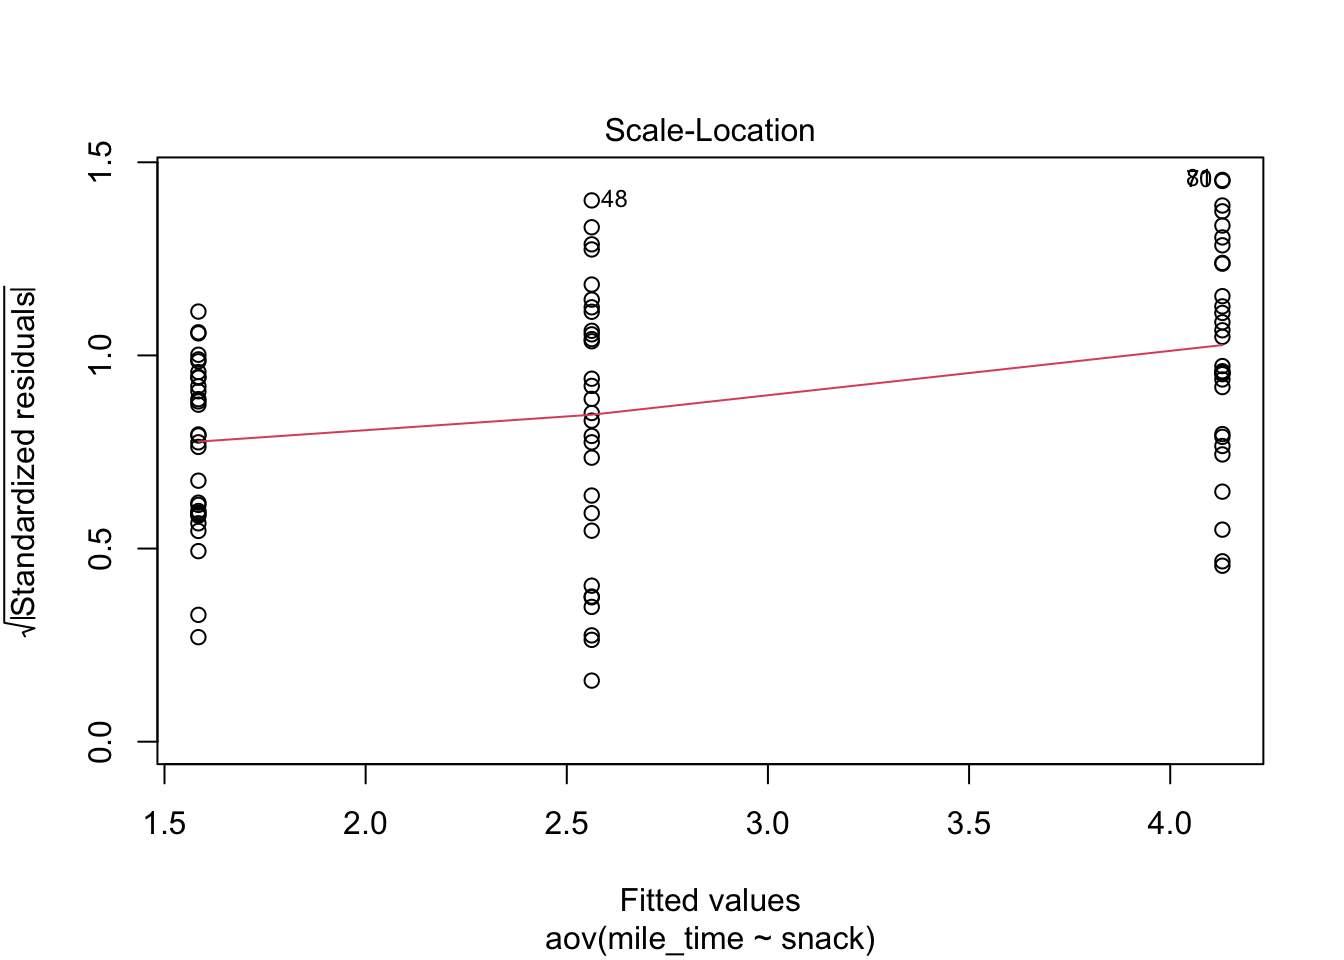 Scale-Location
√|Standardized residuals|
1.5
1.0
0.5
0.0
48
1.5 2.0 2.5 3.0 3.5 4.0
Fitted values
aov(mile_time ~ snack)